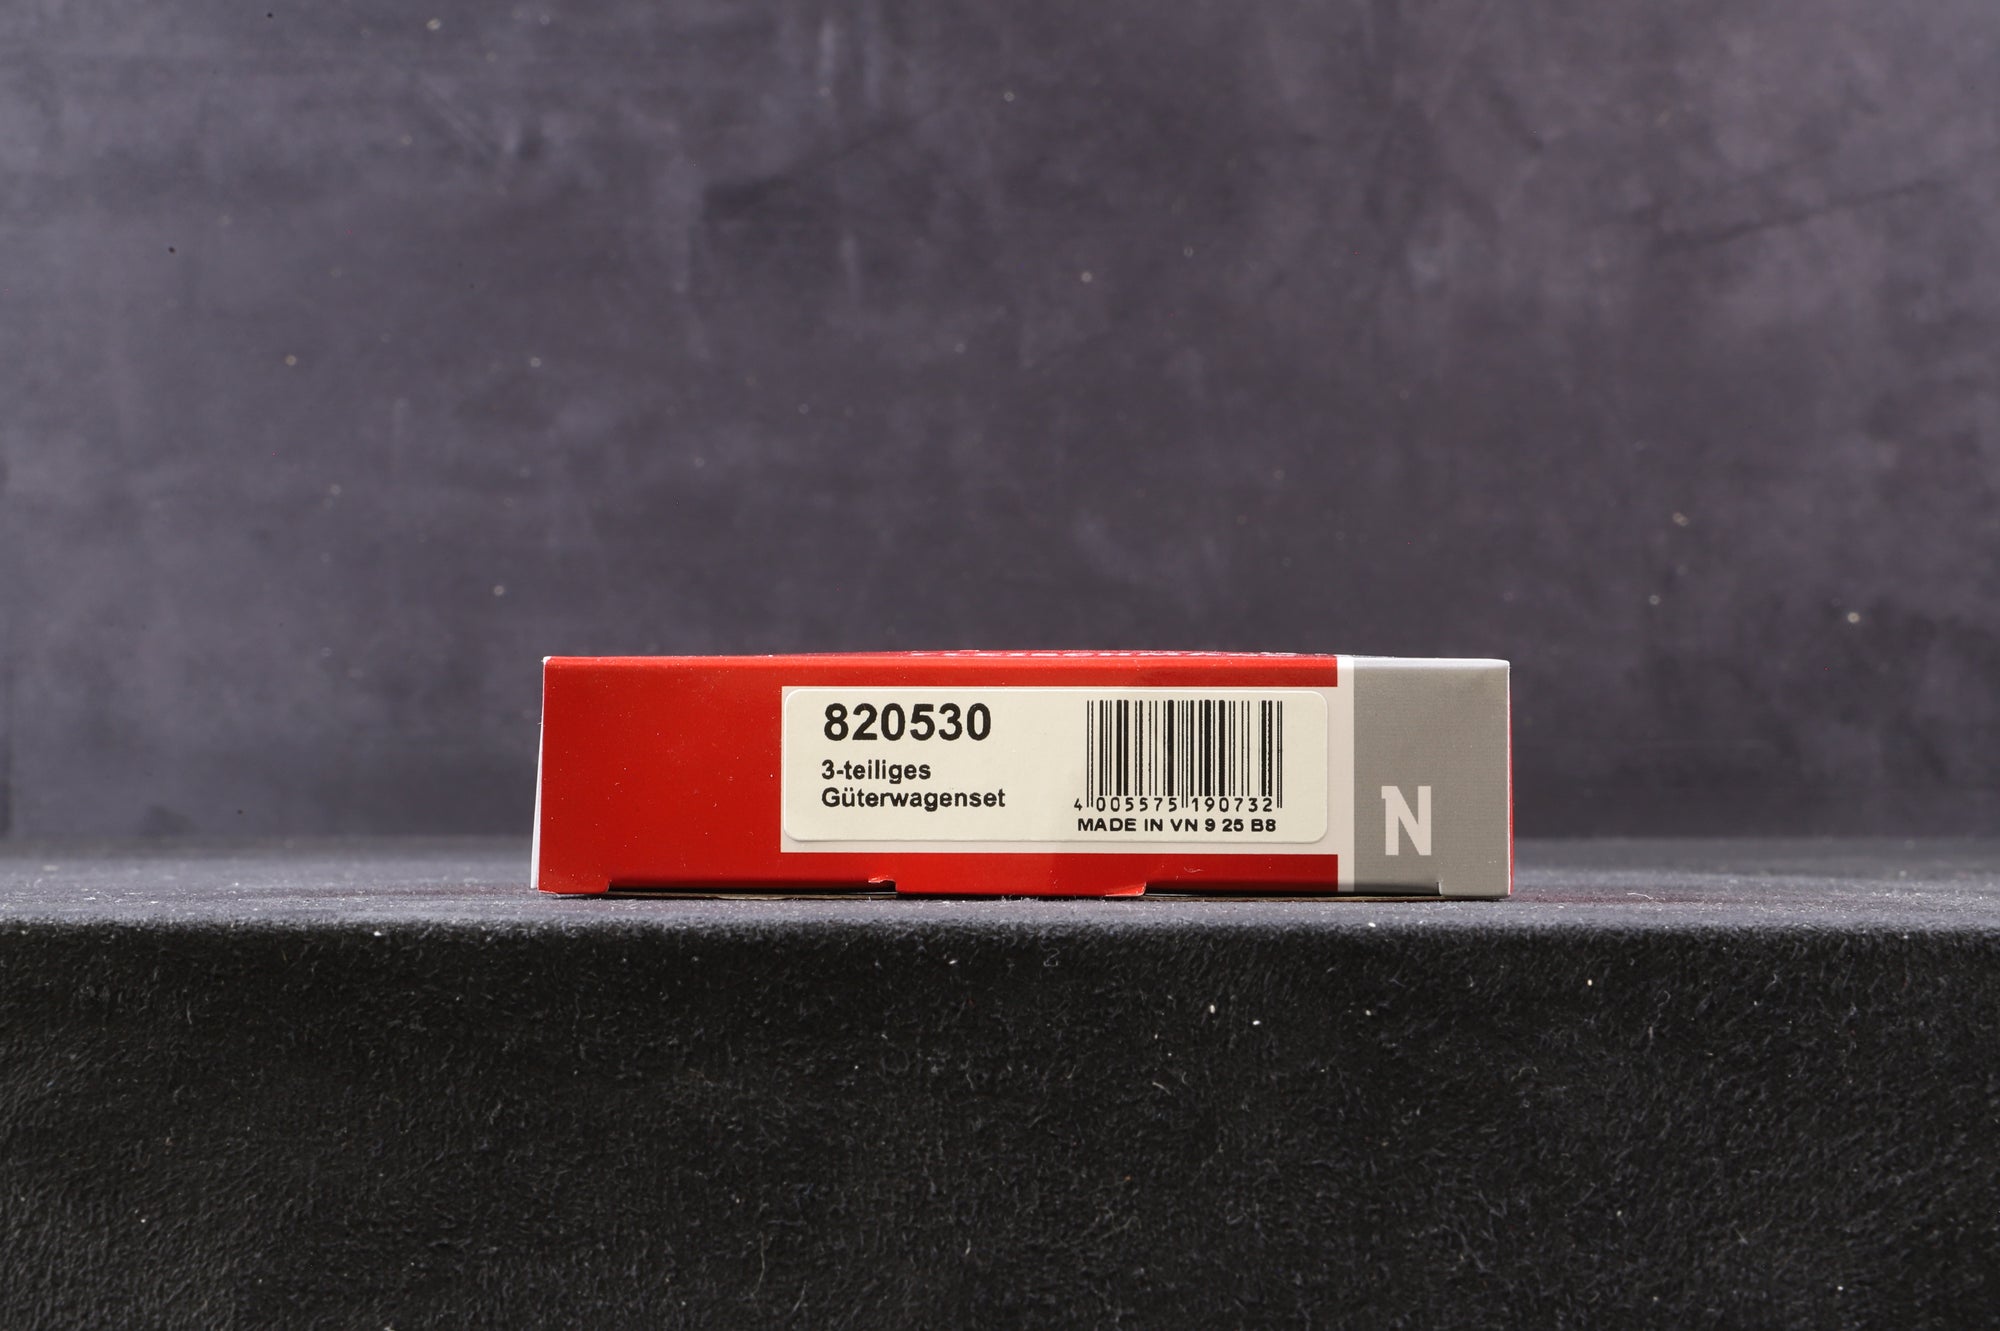 820530
3-teiliges
Güterwagenset
4 005575 190732
MADE IN VN 9 25 B8
N